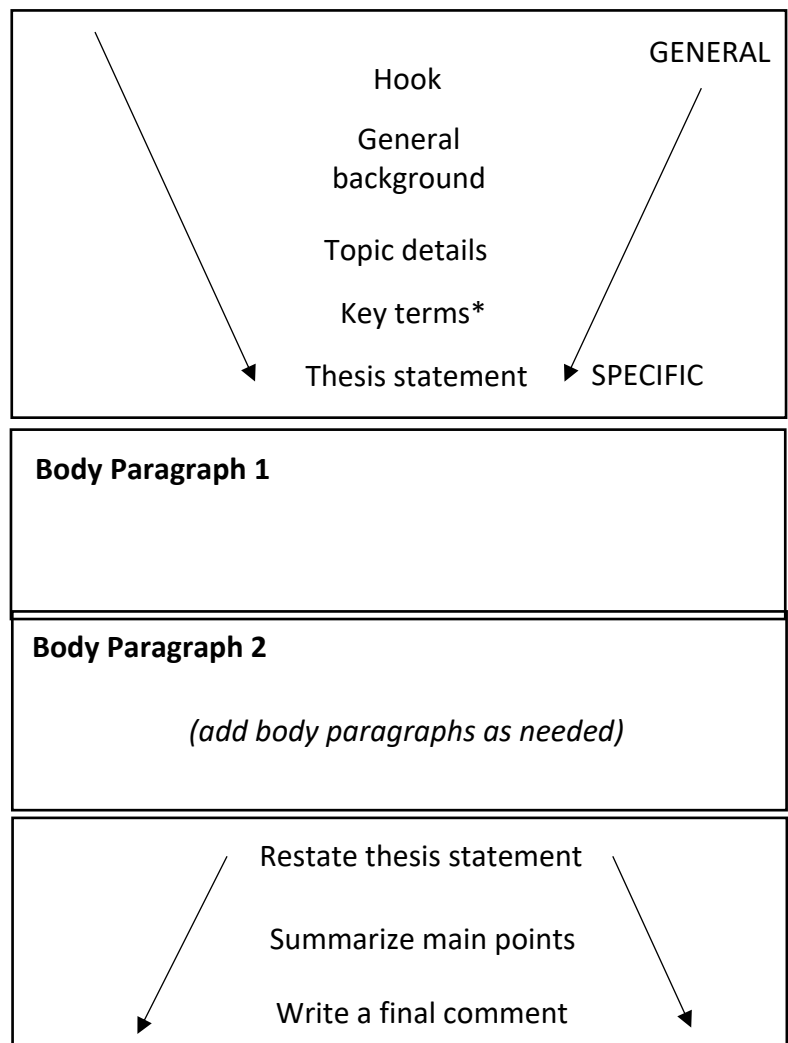 GENERAL
Hook
General
background
Topic details
Key terms*
Thesis statement SPECIFIC
Body Paragraph 1
Body Paragraph 2
(add body paragraphs as needed)
Restate thesis statement
Summarize main points
Write a final comment